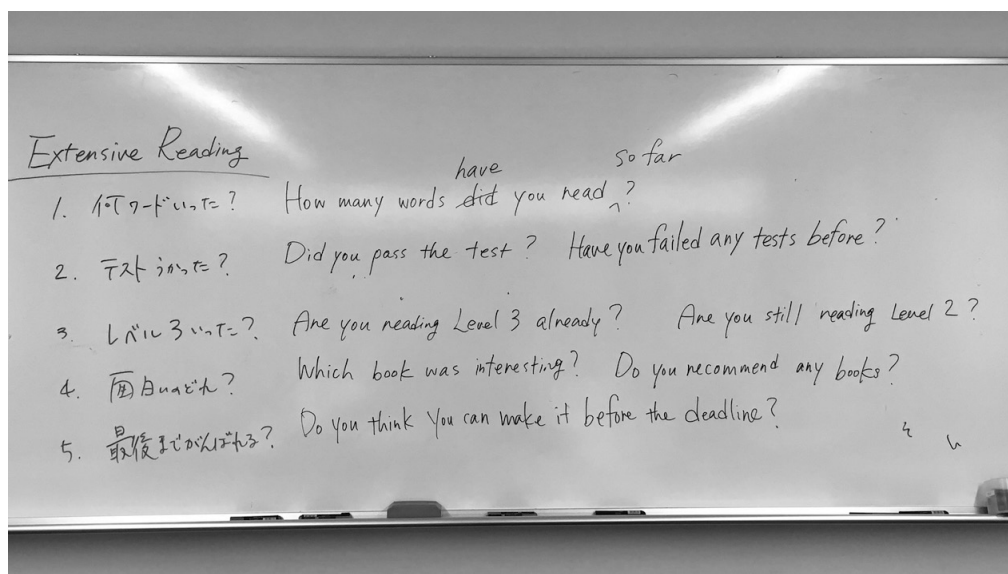 Extensive Reading
have so far
1. 何ワードいった? How many words did you read ?
2. テストうかった? Did you pass the test? Have you failed any tests before?
3. レベル3いった? Are you reading Level 3 already? Are you still reading Level 2?
4. 面白いのどれ? Which book was interesting? Do you recommend any books?
5. 最後までがんばれる? Do you think you can make it before the deadline?